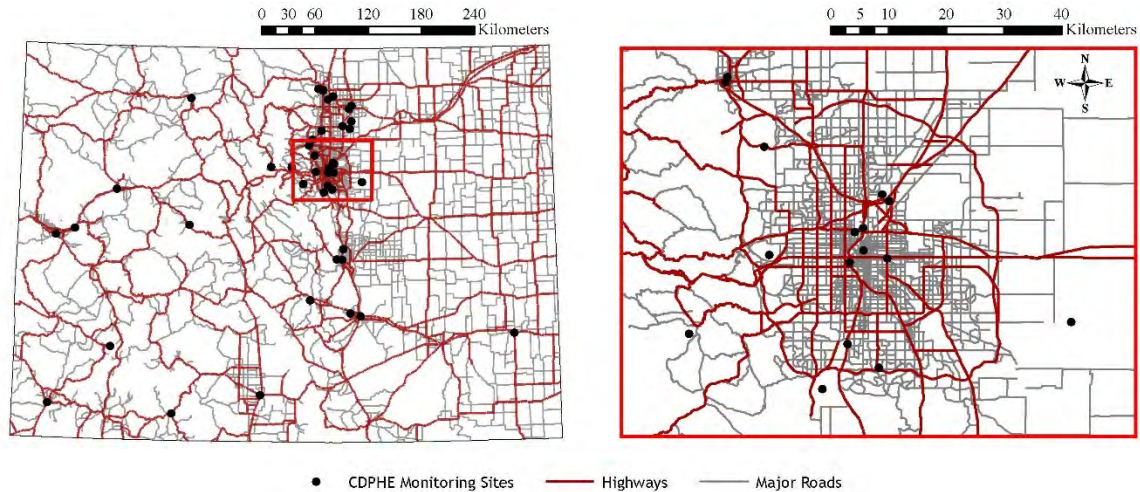 0 30 60 120 180 240
Kilometers
0 5 10 20 30 40
Kilometers
N
W E
S
CDPHE Monitoring Sites Highways Major Roads